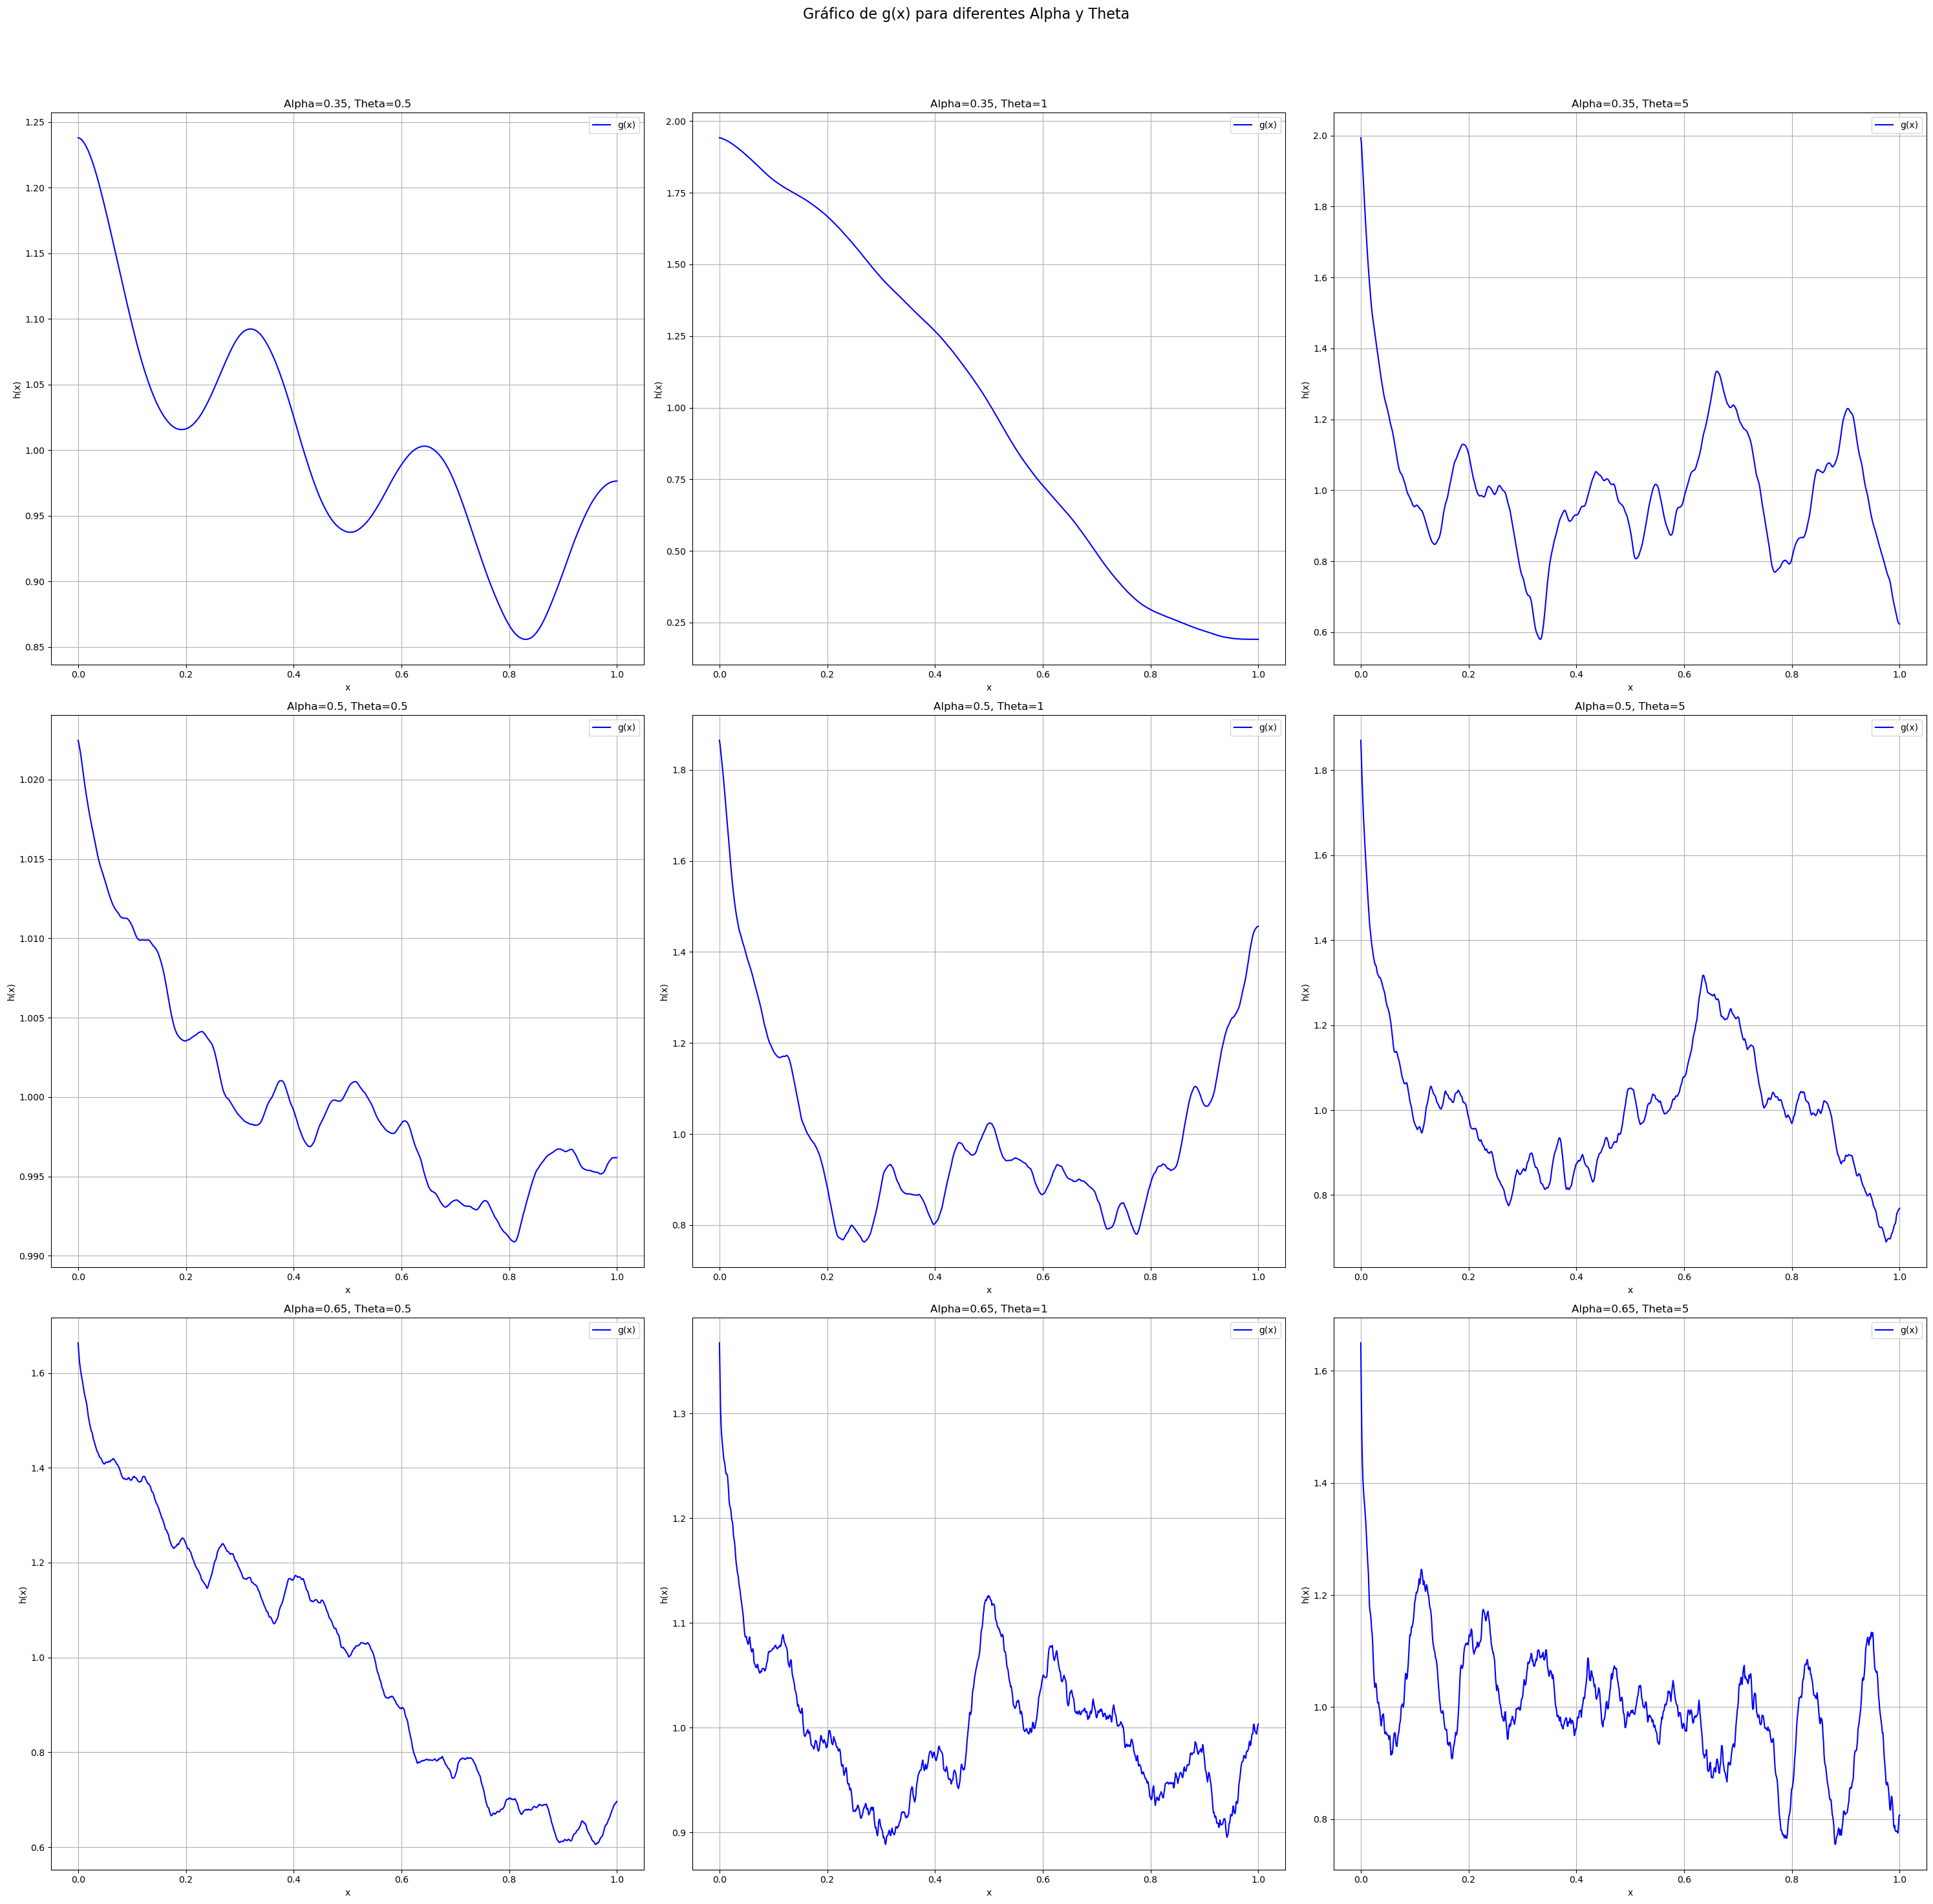 Gráfico de g(x) para diferentes Alpha y Theta
Alpha=0.35, Theta=0.5
g(x)
1.25
1.20
1.15
1.10
1.05
1.00
0.95
0.90
0.85
h(x)
0.0 0.2 0.4 0.6 0.8 1.0
x
Alpha=0.35, Theta=1
g(x)
2.00
1.75
1.50
1.25
1.00
0.75
0.50
0.25
h(x)
0.0 0.2 0.4 0.6 0.8 1.0
x
Alpha=0.35, Theta=5
g(x)
2.0
1.8
1.6
1.4
1.2
1.0
0.8
0.6
h(x)
0.0 0.2 0.4 0.6 0.8 1.0
x
Alpha=0.5, Theta=0.5
g(x)
1.020
1.015
1.010
1.005
1.000
0.995
0.990
h(x)
0.0 0.2 0.4 0.6 0.8 1.0
x
Alpha=0.5, Theta=1
g(x)
1.8
1.6
1.4
1.2
1.0
0.8
h(x)
0.0 0.2 0.4 0.6 0.8 1.0
x
Alpha=0.5, Theta=5
g(x)
1.8
1.6
1.4
1.2
1.0
0.8
h(x)
0.0 0.2 0.4 0.6 0.8 1.0
x
Alpha=0.65, Theta=0.5
g(x)
1.6
1.4
1.2
1.0
0.8
0.6
h(x)
0.0 0.2 0.4 0.6 0.8 1.0
x
Alpha=0.65, Theta=1
g(x)
1.3
1.2
1.1
1.0
0.9
h(x)
0.0 0.2 0.4 0.6 0.8 1.0
x
Alpha=0.65, Theta=5
g(x)
1.6
1.4
1.2
1.0
0.8
h(x)
0.0 0.2 0.4 0.6 0.8 1.0
x